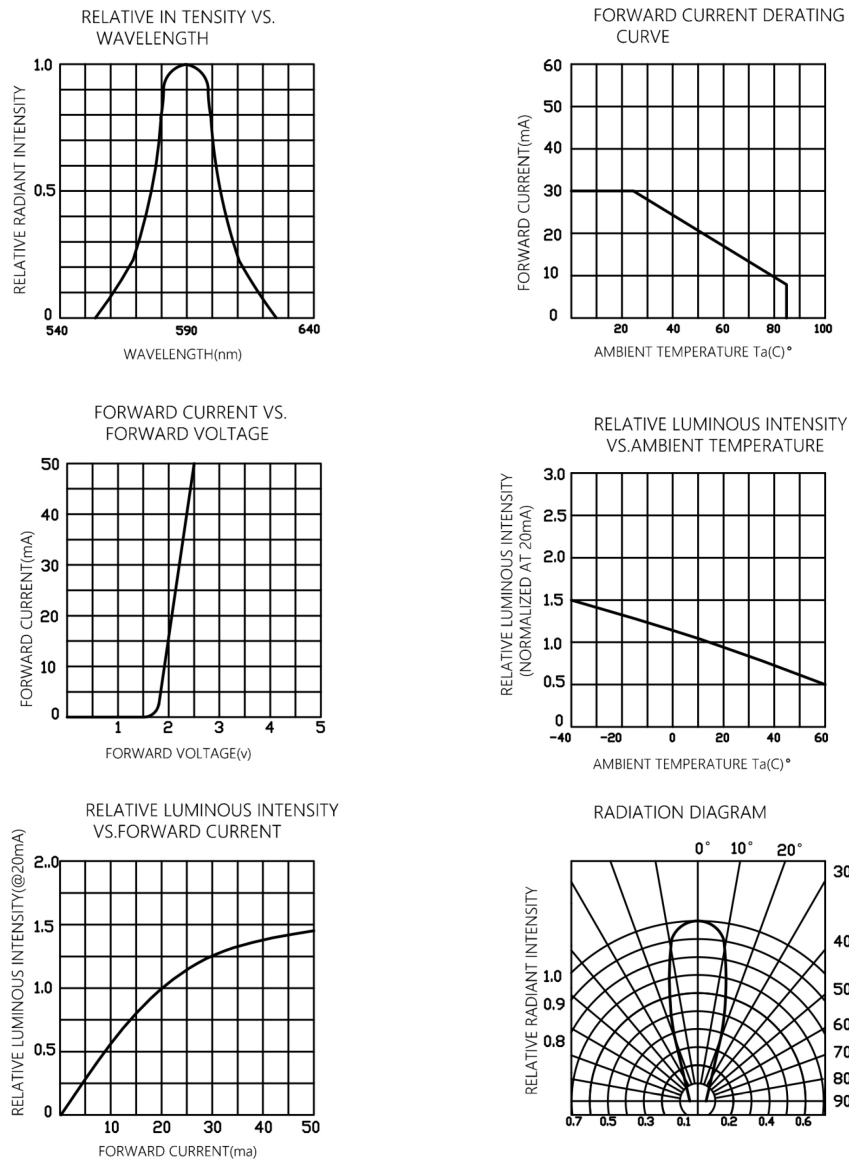 RELATIVE IN TENSITY VS.
WAVELENGTH
RELATIVE RADIANT INTENSITY
1.0
0.5
0
540 590 640
WAVELENGTH(nm)
FORWARD CURRENT DERATING
CURVE
FORWARD CURRENT(mA)
60
50
40
30
20
10
0
20 40 60 80 100
AMBIENT TEMPERATURE Ta(C)°
FORWARD CURRENT VS.
FORWARD VOLTAGE
FORWARD CURRENT(mA)
50
40
30
20
10
0
1 2 3 4 5
FORWARD VOLTAGE(v)
RELATIVE LUMINOUS INTENSITY
VS.AMBIENT TEMPERATURE
RELATIVE LUMINOUS INTENSITY
(NORMALIZED AT 20mA)
3.0
2.5
2.0
1.5
1.0
0.5
0
-40 -20 0 20 40 60
AMBIENT TEMPERATURE Ta(C)°
RELATIVE LUMINOUS INTENSITY
VS.FORWARD CURRENT
RELATIVE LUMINOUS INTENSITY(@20mA)
2..0
1.5
1.0
0.5
0
10 20 30 40 50
FORWARD CURRENT(ma)
RADIATION DIAGRAM
RELATIVE RADIANT INTENSITY
0° 10° 20°
30
40
50
60
70
80
90
1.0
0.9
0.8
0.7 0.5 0.3 0.1 0.2 0.4 0.6